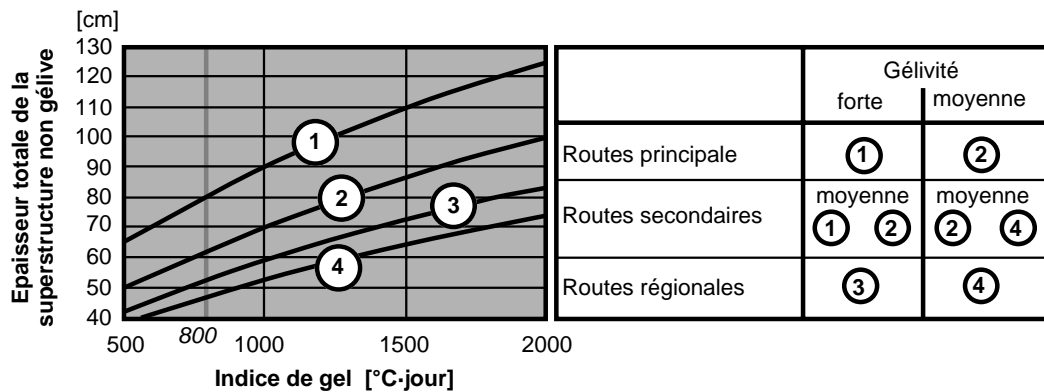 [cm]
Epaisseur totale de la
superstructure non gélive
130
120
110
100
90
80
70
60
50
40
1
2
3
4
500 800 1000 1500 2000
Indice de gel [°C·jour]
Gélivité
forte moyenne
Routes principale 1 2
moyenne moyenne
Routes secondaires 1 2 2 4
Routes régionales 3 4